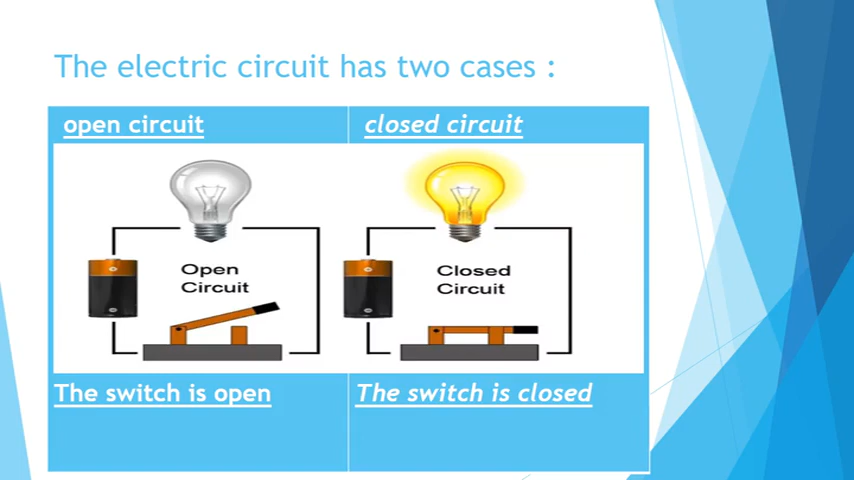 The electric circuit has two cases :
open circuit
closed circuit
Open
Circuit
Closed
Circuit
The switch is open
The switch is closed